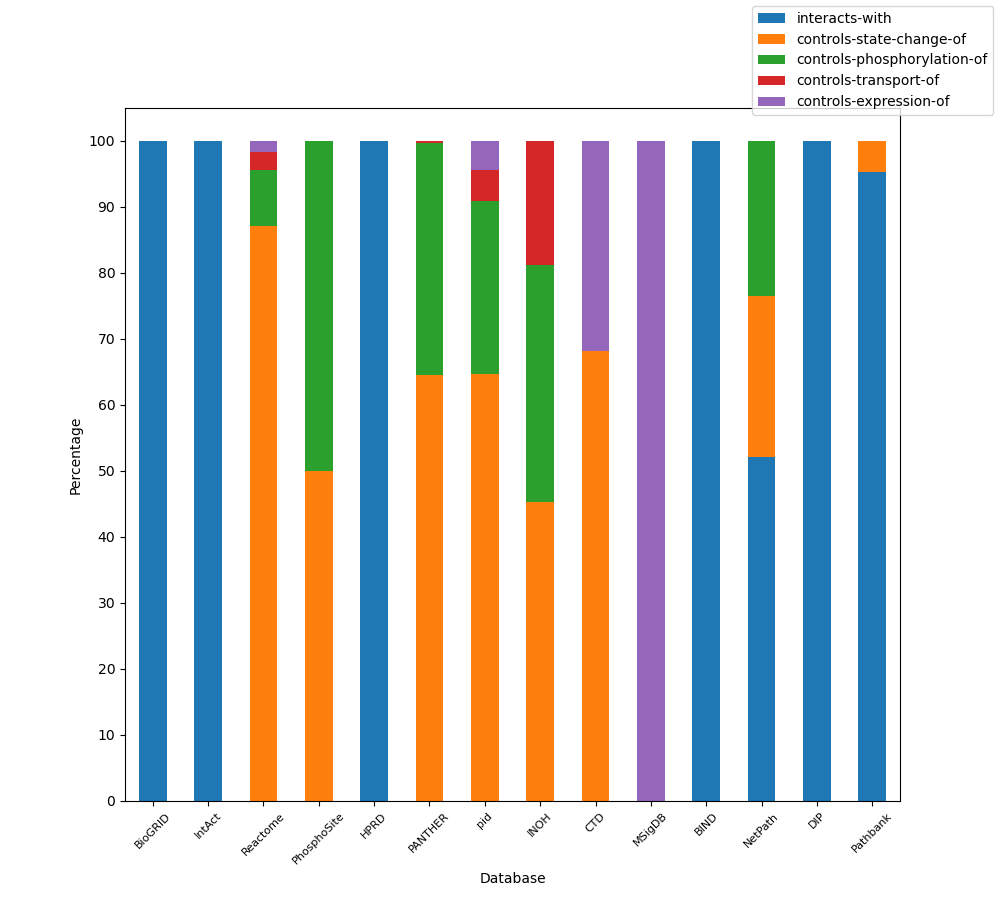 interacts-with
controls-state-change-of
controls-phosphorylation-of
controls-transport-of
controls-expression-of
100
90
80
70
60
50
40
30
20
10
0
Percentage
BioGRID
IntAct
Reactome
PhosphoSite
HPRD
PANTHER
pid
INOH
CTD
MSigDB
BIND
NetPath
DIP
Pathbank
Database